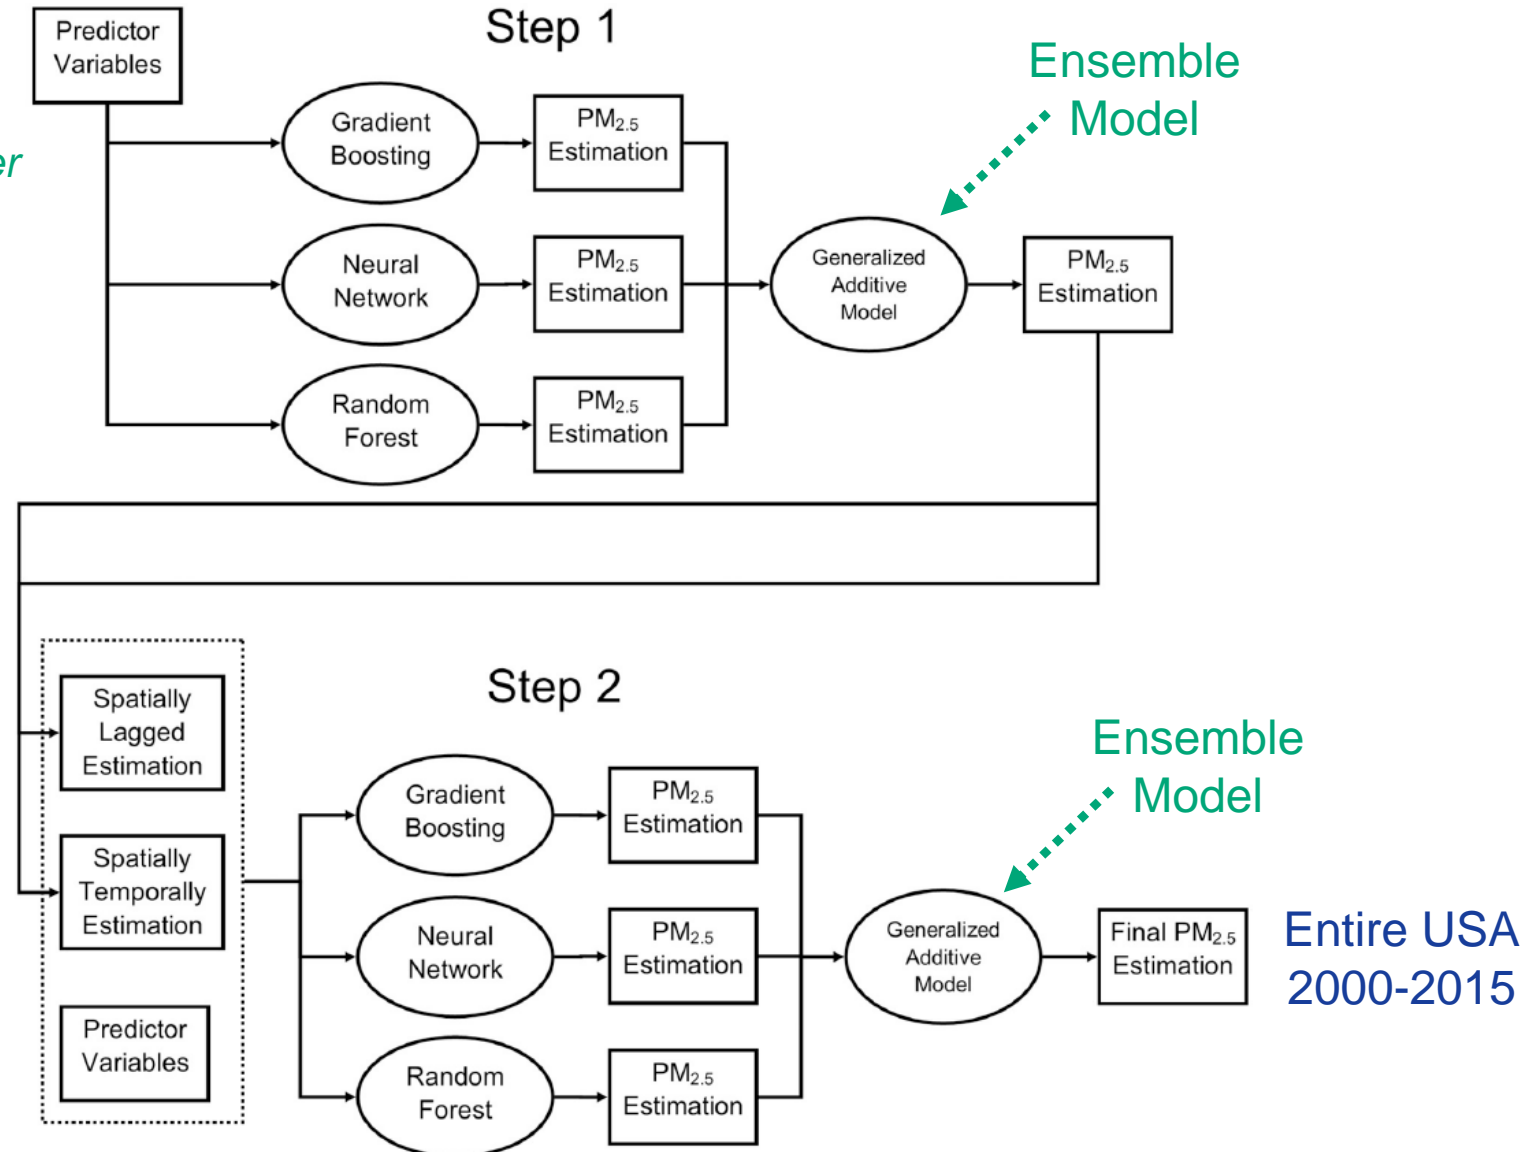 Step 1
Predictor
Variables
Ensemble
Model
er
Gradient
Boosting
PM2.5
Estimation
Neural
Network
PM2.5
Estimation
Generalized
Additive
Model
PM2.5
Estimation
Random
Forest
PM2.5
Estimation
Step 2
Spatially
Lagged
Estimation
Spatially
Temporally
Estimation
Predictor
Variables
Ensemble
Model
Gradient
Boosting
PM2.5
Estimation
Neural
Network
PM2.5
Estimation
Generalized
Additive
Model
Final PM2.5
Estimation
Entire USA
2000-2015
Random
Forest
PM2.5
Estimation